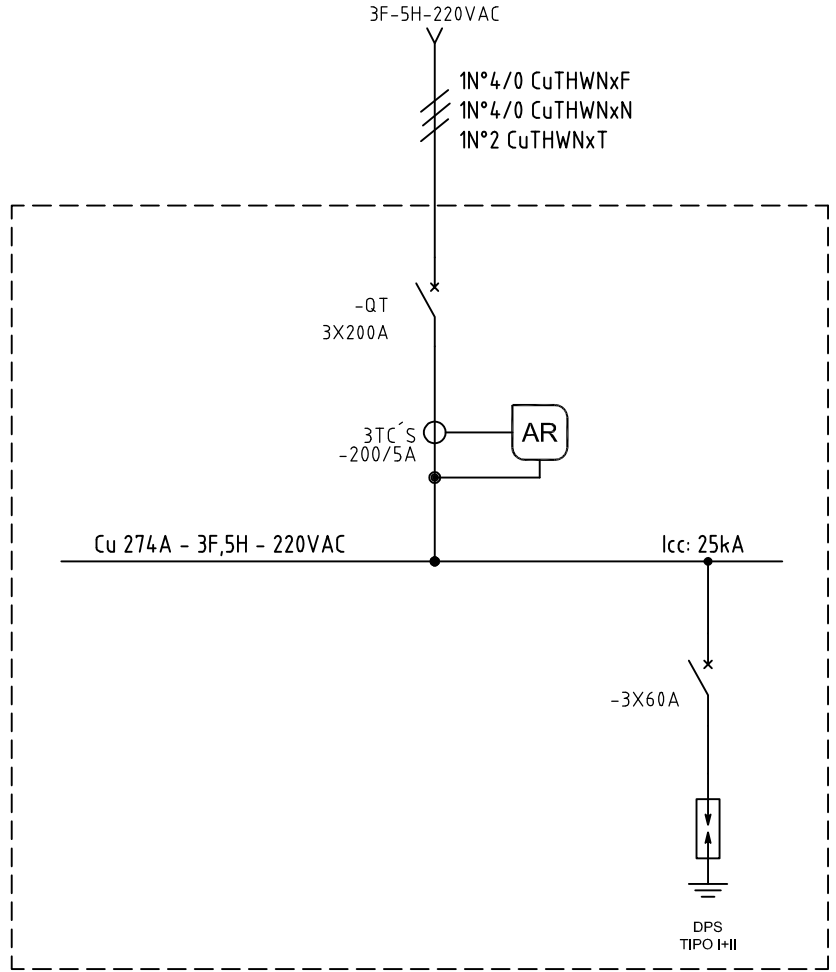 3F-5H-220VAC
1N°4/0 CuTHWNxF
1N°4/0 CuTHWNxN
1N°2 CuTHWNxT
-QT
3X200A
3TC´S
-200/5A
AR
Cu 274A - 3F,5H - 220VAC
Icc: 25kA
-3X60A
DPS
TIPO I+II